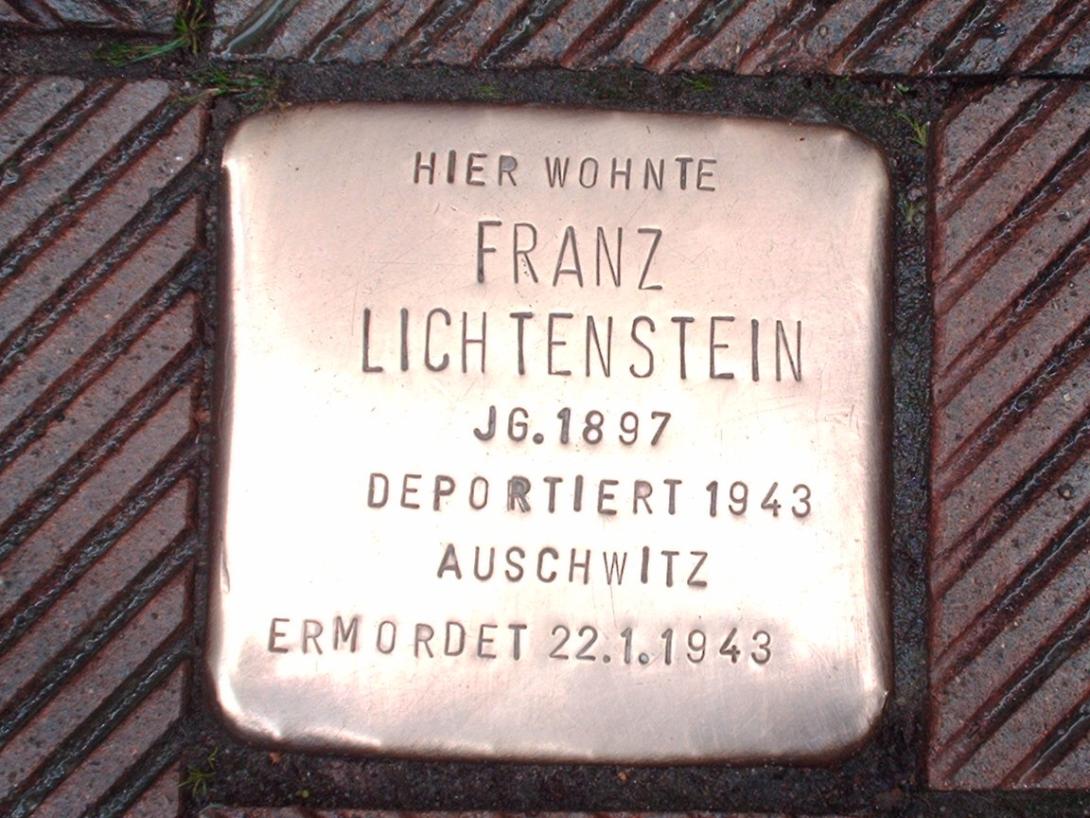 HIER WOHNTE
FRANZ
LICHTENSTEIN
JG.1897
DEPORTIERT 1943
AUSCHWITZ
ERMORDET 22.1.1943